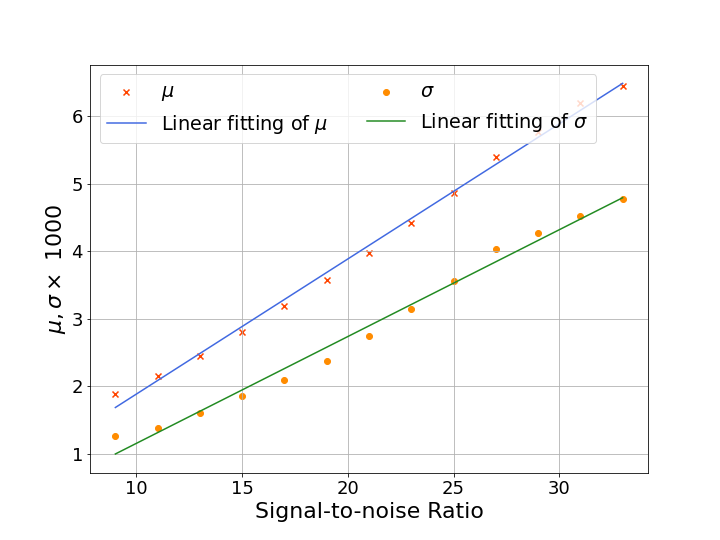 μ σ
Linear fitting of μ Linear fitting of σ
6
5
4
3
2
1
μ, σ × 1000
10 15 20 25 30
Signal-to-noise Ratio